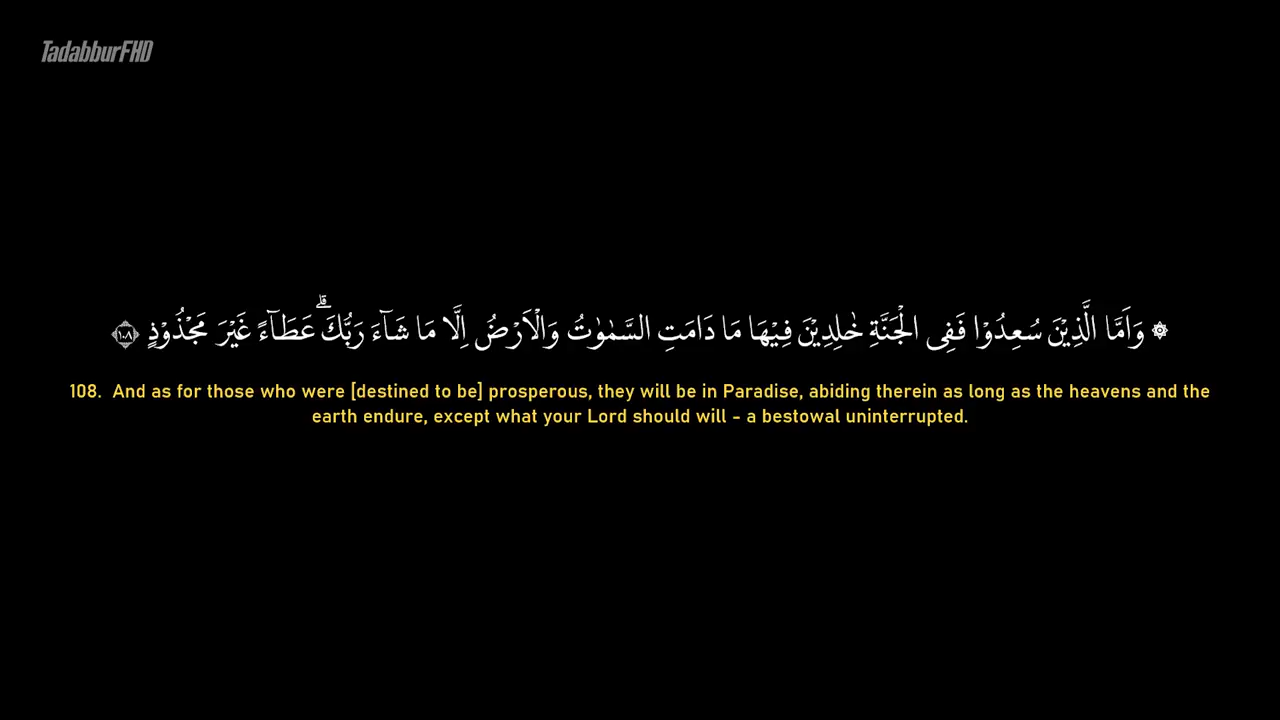 TadabburFHD
۞ وَاَمَّا الَّذِيْنَ سُعِدُوْا فَفِى الْجَنَّةِ خٰلِدِيْنَ فِيْهَا مَا دَامَتِ السَّمٰوٰتُ وَالْاَرْضُ اِلَّا مَا شَاۤءَ رَبُّكَۗ عَطَاۤءً غَيْرَ مَجْذُوْذٍ ١٠٨
108. And as for those who were [destined to be] prosperous, they will be in Paradise, abiding therein as long as the heavens and the
earth endure, except what your Lord should will - a bestowal uninterrupted.